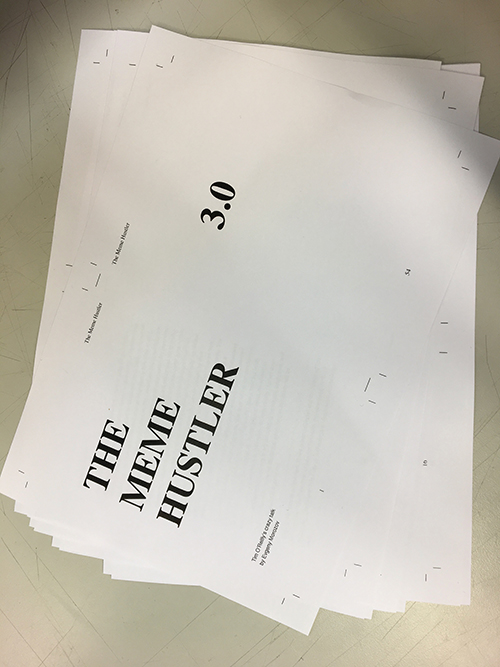 3.0
The Meme Hustler
54
The Meme Hustler
THE
MEME
HUSTLER
Tim O'Reilly's crazy talk
by Evgeny Morozov